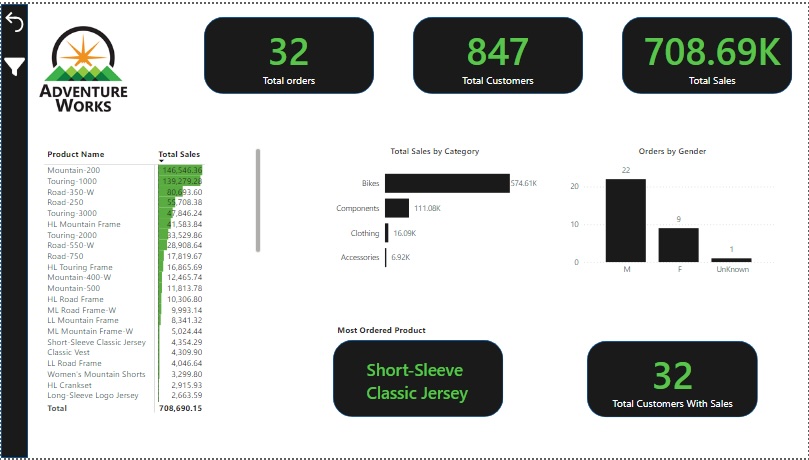 ADVENTURE
WORKS
32
Total orders
847
Total Customers
708.69K
Total Sales
Product Name Total Sales
Mountain-200 146,546.36
Touring-1000 139,279.28
Road-350-W 80,693.60
Road-250 55,708.38
Touring-3000 47,846.24
HL Mountain Frame 41,583.84
Touring-2000 33,529.86
Road-550-W 28,908.64
Road-750 17,819.67
HL Touring Frame 16,865.69
Mountain-400-W 12,465.74
Mountain-500 11,813.78
HL Road Frame 10,306.80
ML Road Frame-W 9,993.14
LL Mountain Frame 8,341.32
ML Mountain Frame-W 5,024.44
Short-Sleeve Classic Jersey 4,354.29
Classic Vest 4,309.90
LL Road Frame 4,046.64
Women's Mountain Shorts 3,299.80
HL Crankset 2,915.93
Long-Sleeve Logo Jersey 2,663.59
Total 708,690.15
Total Sales by Category
Bikes 574.61K
Components 111.08K
Clothing 16.09K
Accessories 6.92K
Orders by Gender
22
20
9
10
1
0
M F UnKnown
Most Ordered Product
Short-Sleeve
Classic Jersey
32
Total Customers With Sales